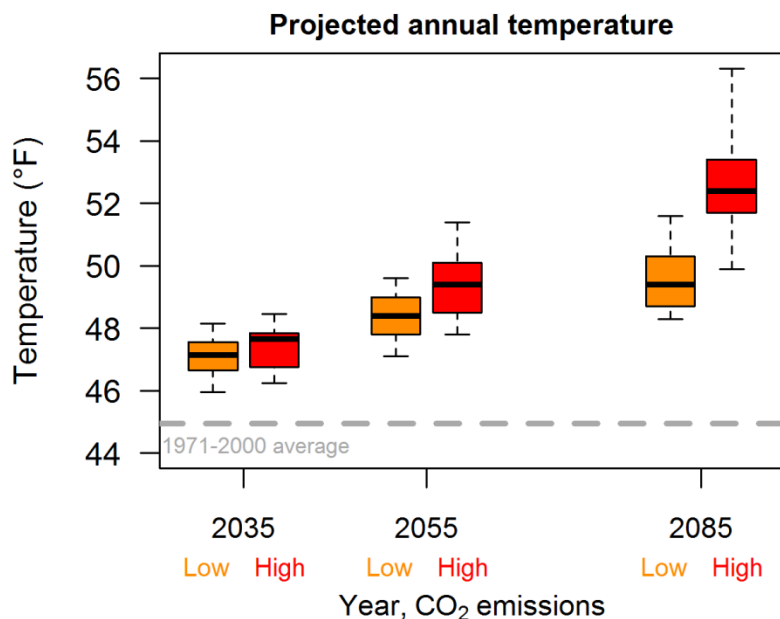 Projected annual temperature
Temperature (°F)
56
54
52
50
48
46
44
1971-2000 average
2035 2055 2085
Low High Low High Low High
Year, CO₂ emissions